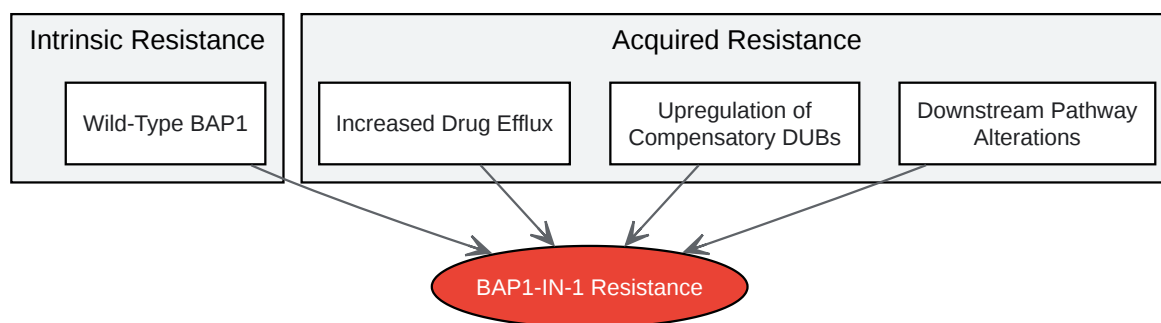 Intrinsic Resistance
Acquired Resistance
Wild-Type BAP1
Increased Drug Efflux
Upregulation of
Compensatory DUBs
Downstream Pathway
Alterations
BAP1-IN-1 Resistance